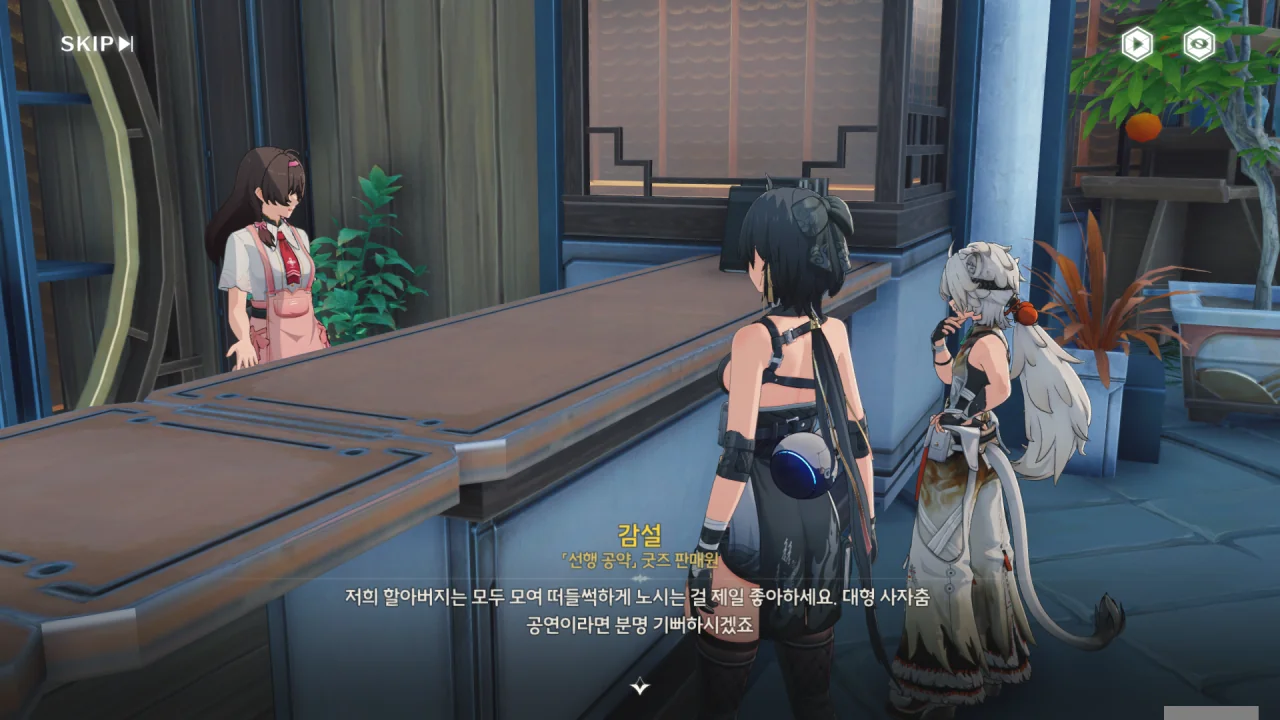 SKIP
감설
「선행 공약」 굿즈 판매원
저희 할아버지는 모두 모여 떠들썩하게 노시는 걸 제일 좋아하세요. 대형 사자춤
공연이라면 분명 기뻐하시겠죠